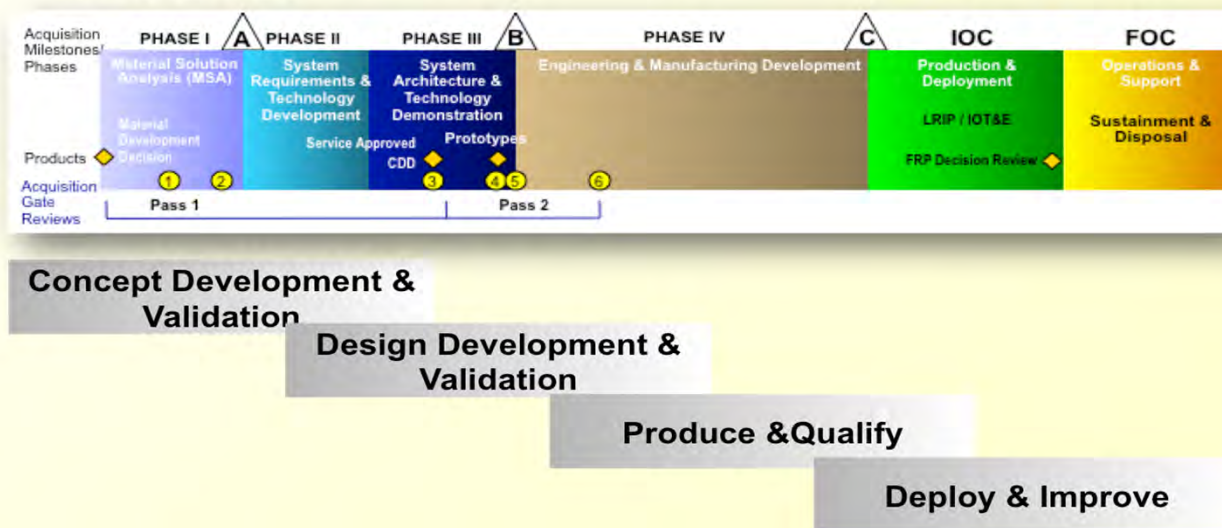 Acquisition
Milestones/
Phases
PHASE I
A
PHASE II
PHASE III
B
PHASE IV
C
IOC
FOC
Material Solution
Analysis (MSA)
System
Requirements &
Technology
Development
System
Architecture &
Technology
Demonstration
Engineering & Manufacturing Development
Production &
Deployment
Operations &
Support
Material
Development
Decision
Service Approved
CDD
Prototypes
LRIP / IOT&E
FRP Decision Review
Sustainment &
Disposal
Products
Acquisition
Gate
Reviews
1
2
3
4
5
6
Pass 1
Pass 2
Concept Development &
Validation
Design Development &
Validation
Produce &Qualify
Deploy & Improve